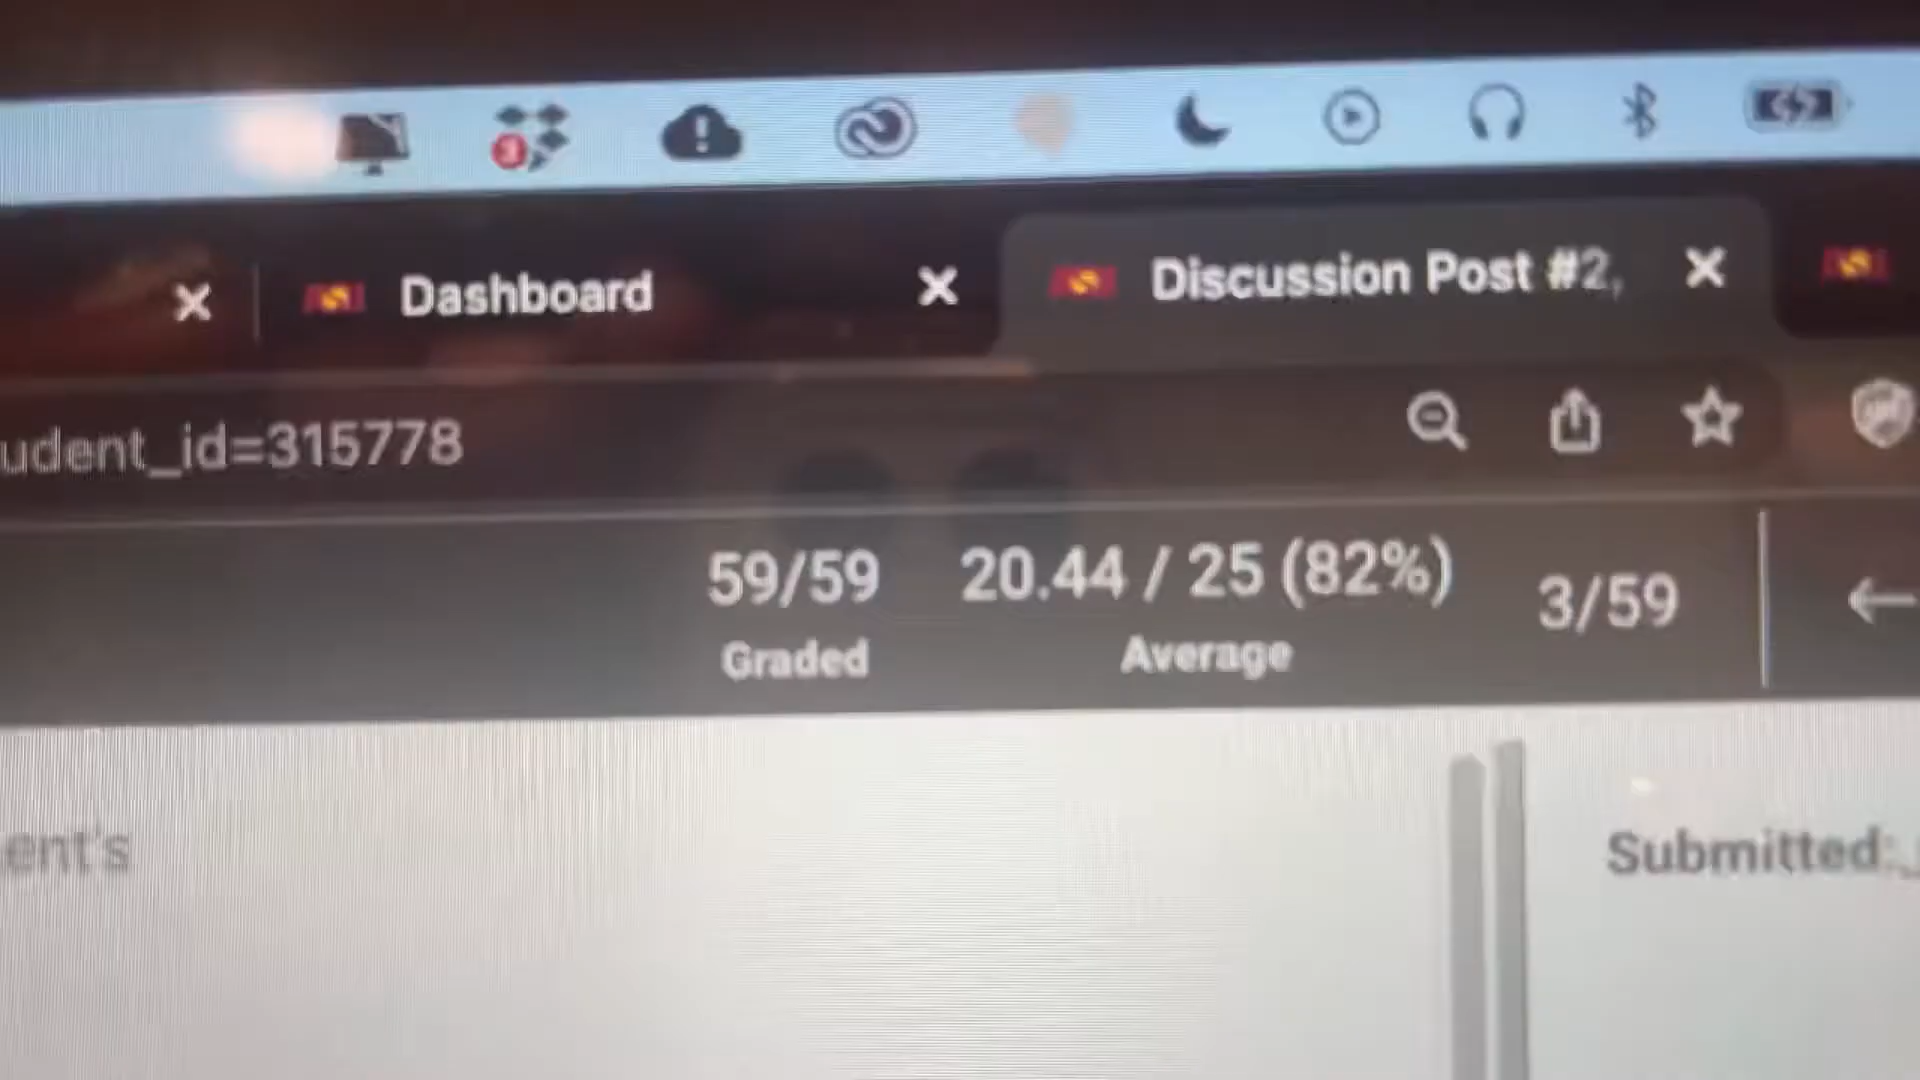 Dashboard
Discussion Post #2,
udent_id=315778
59/59
Graded
20.44 / 25 (82%)
Average
3/59
ent's
Submitted: